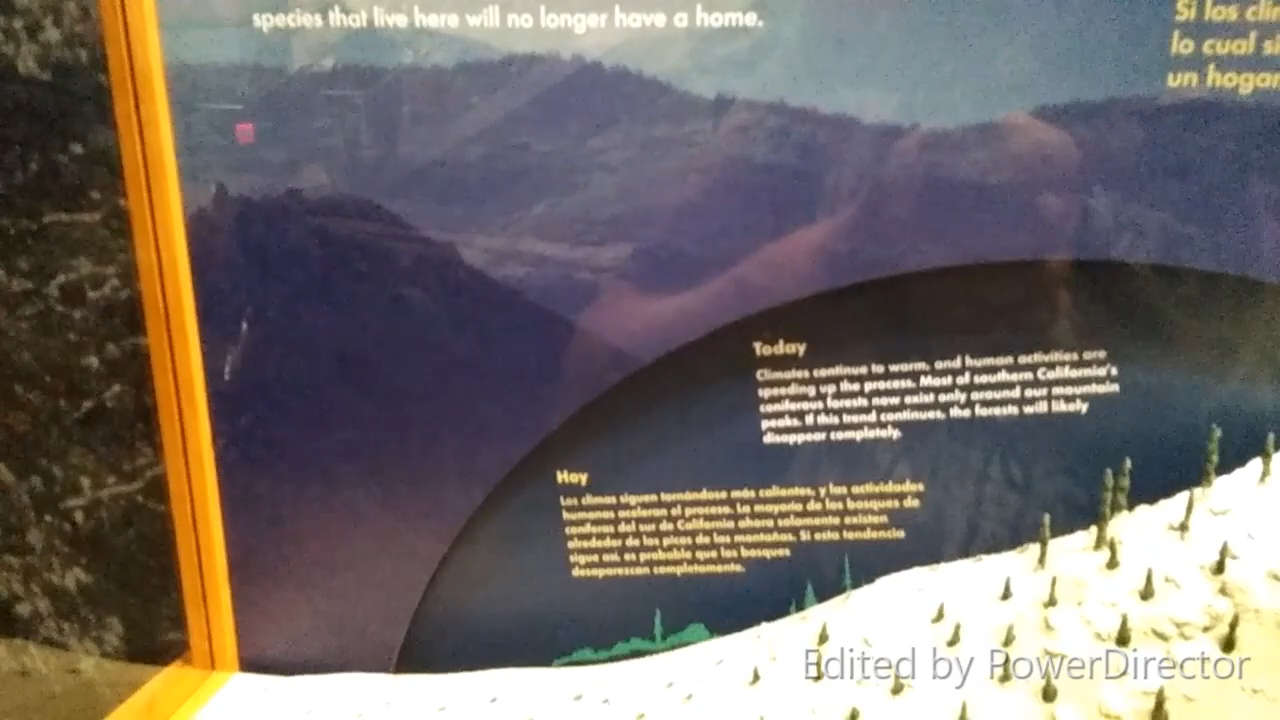 species that live here will no longer have a home.
Si los
lo cual
un hogar
Today
Climates continue to warm, and human activities are
speeding up the process. Most of southern California's
coniferous forests now exist only around our mountain
peaks. If this trend continues, the forests will likely
disappear completely.
Hoy
Los climas siguen tornándose más calientes, y las actividades
humanas aceleran el proceso. La mayoría de los bosques de
coníferas del sur de California ahora solamente existen
alrededor de los picos de las montañas. Si esta tendencia
sigue así, es probable que los bosques
desaparezcan completamente.
Edited by PowerDirector